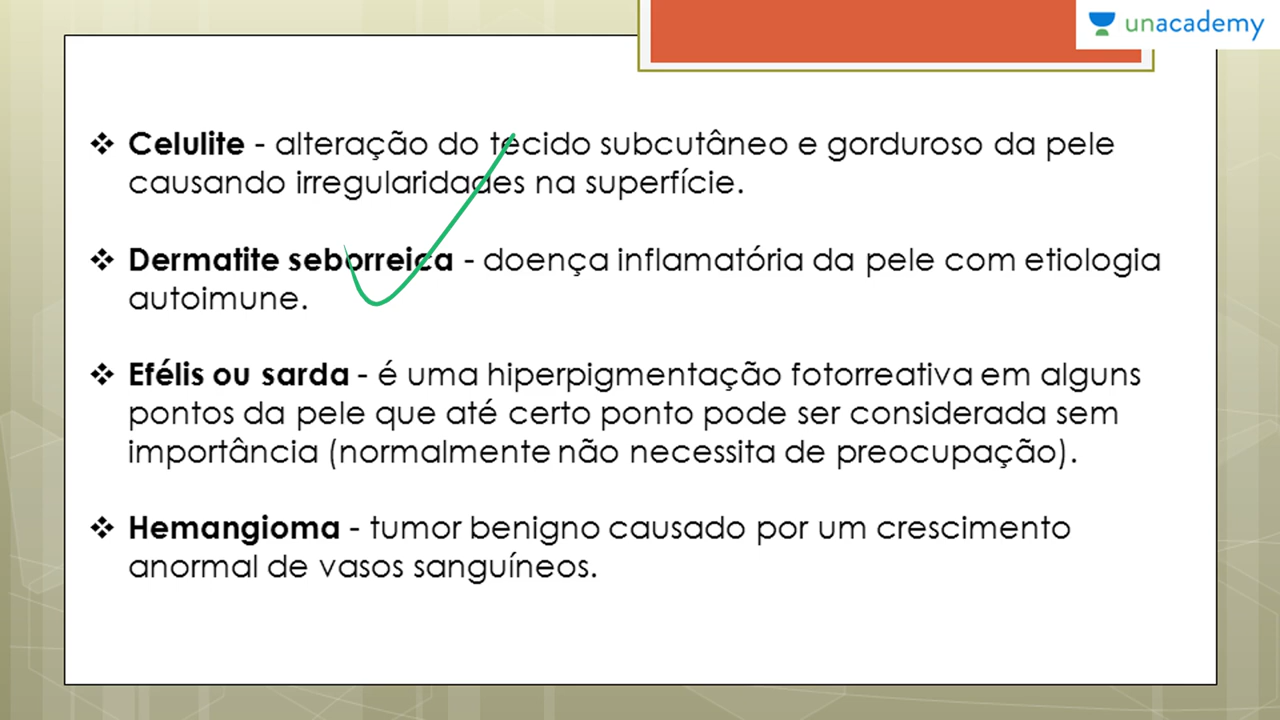 unacademy
❖ Celulite - alteração do tecido subcutâneo e gorduroso da pele
causando irregularidades na superfície.
❖ Dermatite seborreica - doença inflamatória da pele com etiologia
autoimune.
❖ Efélis ou sarda - é uma hiperpigmentação fotorreativa em alguns
pontos da pele que até certo ponto pode ser considerada sem
importância (normalmente não necessita de preocupação).
❖ Hemangioma - tumor benigno causado por um crescimento
anormal de vasos sanguíneos.